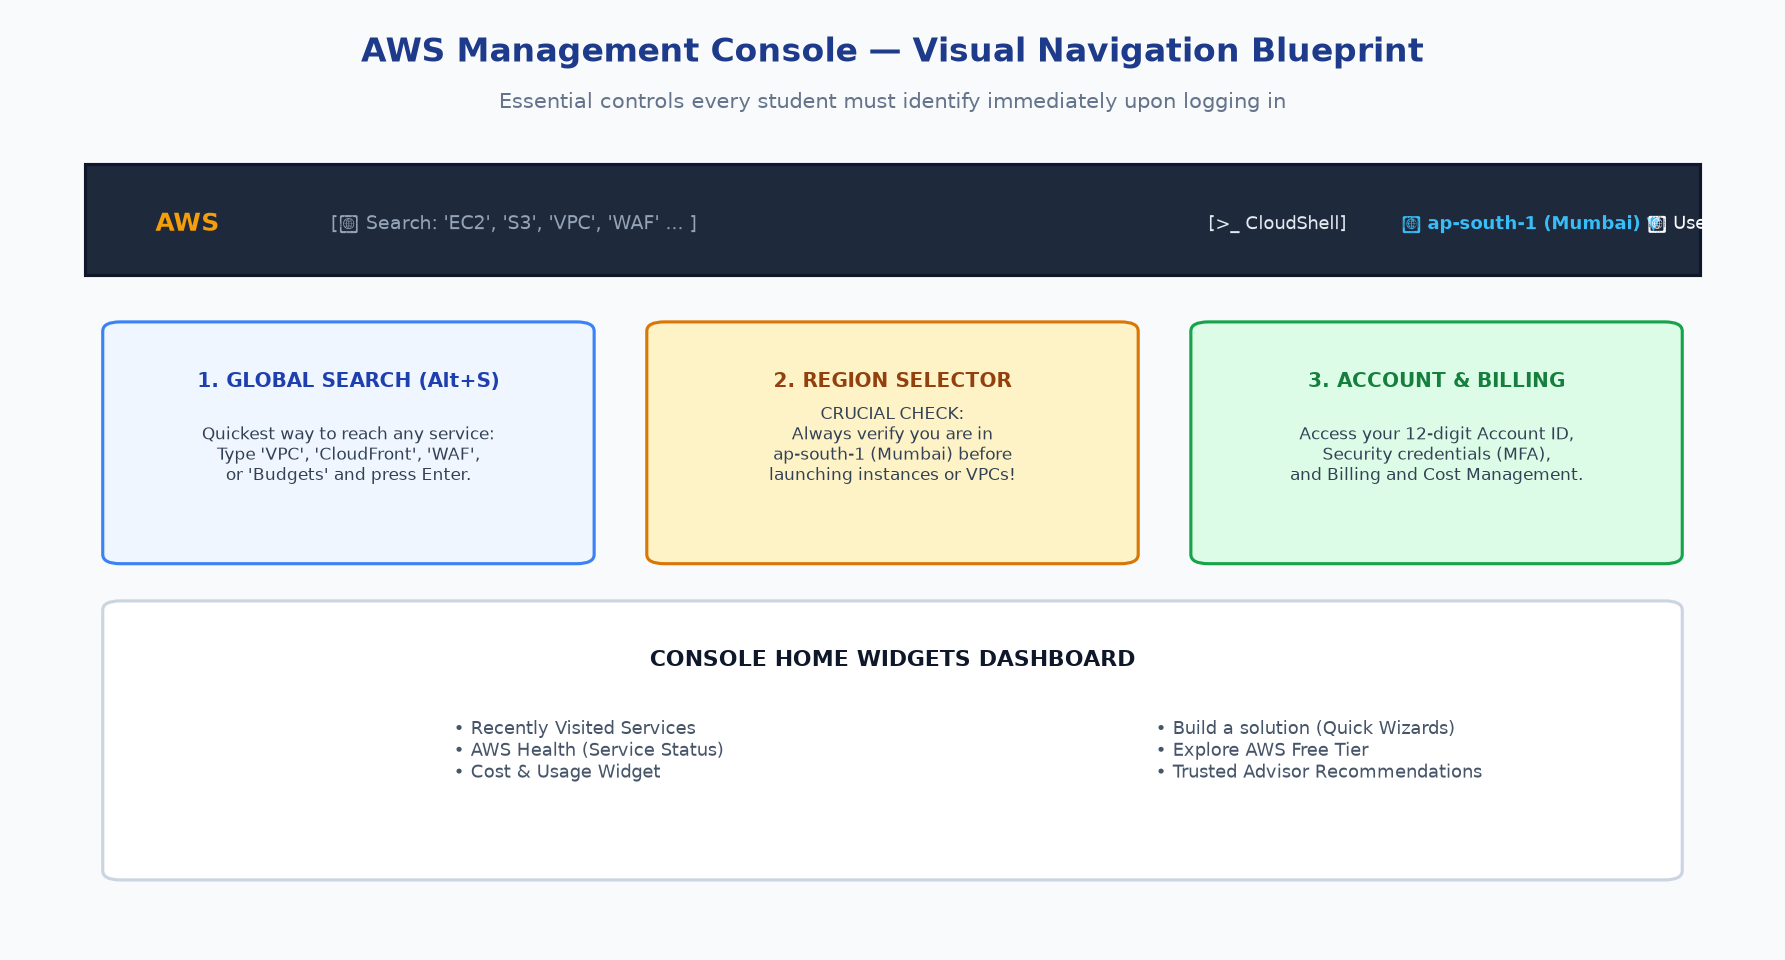 AWS Management Console — Visual Navigation Blueprint
Essential controls every student must identify immediately upon logging in
AWS
[ Search: 'EC2', 'S3', 'VPC', 'WAF' ... ]
[>_ CloudShell]
ap-south-1 (Mumbai)
Use
1. GLOBAL SEARCH (Alt+S)
Quickest way to reach any service:
Type 'VPC', 'CloudFront', 'WAF',
or 'Budgets' and press Enter.
2. REGION SELECTOR
CRUCIAL CHECK:
Always verify you are in
ap-south-1 (Mumbai) before
launching instances or VPCs!
3. ACCOUNT & BILLING
Access your 12-digit Account ID,
Security credentials (MFA),
and Billing and Cost Management.
CONSOLE HOME WIDGETS DASHBOARD
• Recently Visited Services
• AWS Health (Service Status)
• Cost & Usage Widget
• Build a solution (Quick Wizards)
• Explore AWS Free Tier
• Trusted Advisor Recommendations